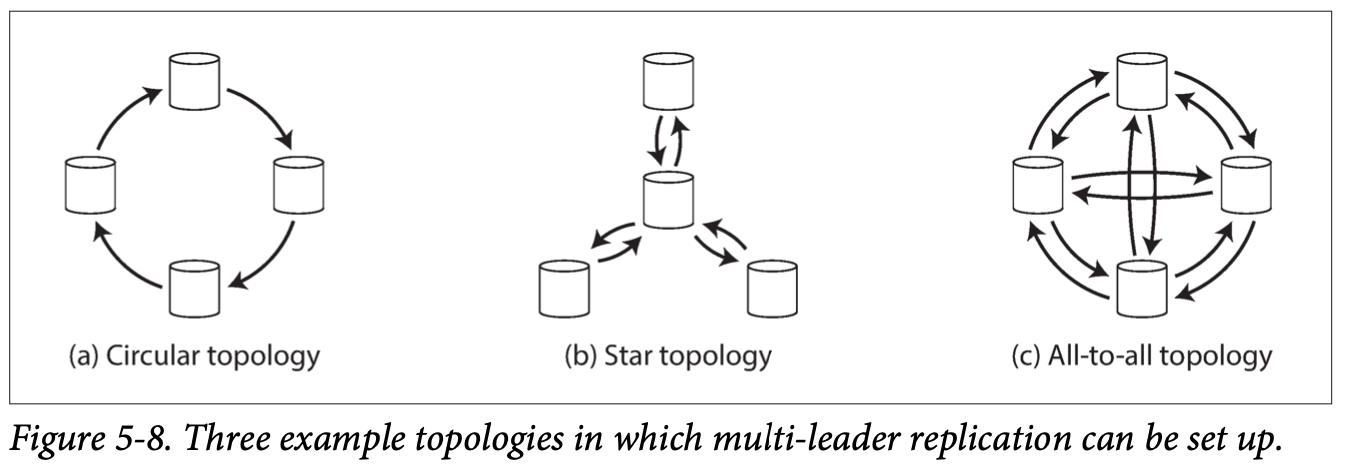 (a) Circular topology
(b) Star topology
(c) All-to-all topology
Figure 5-8. Three example topologies in which multi-leader replication can be set up.